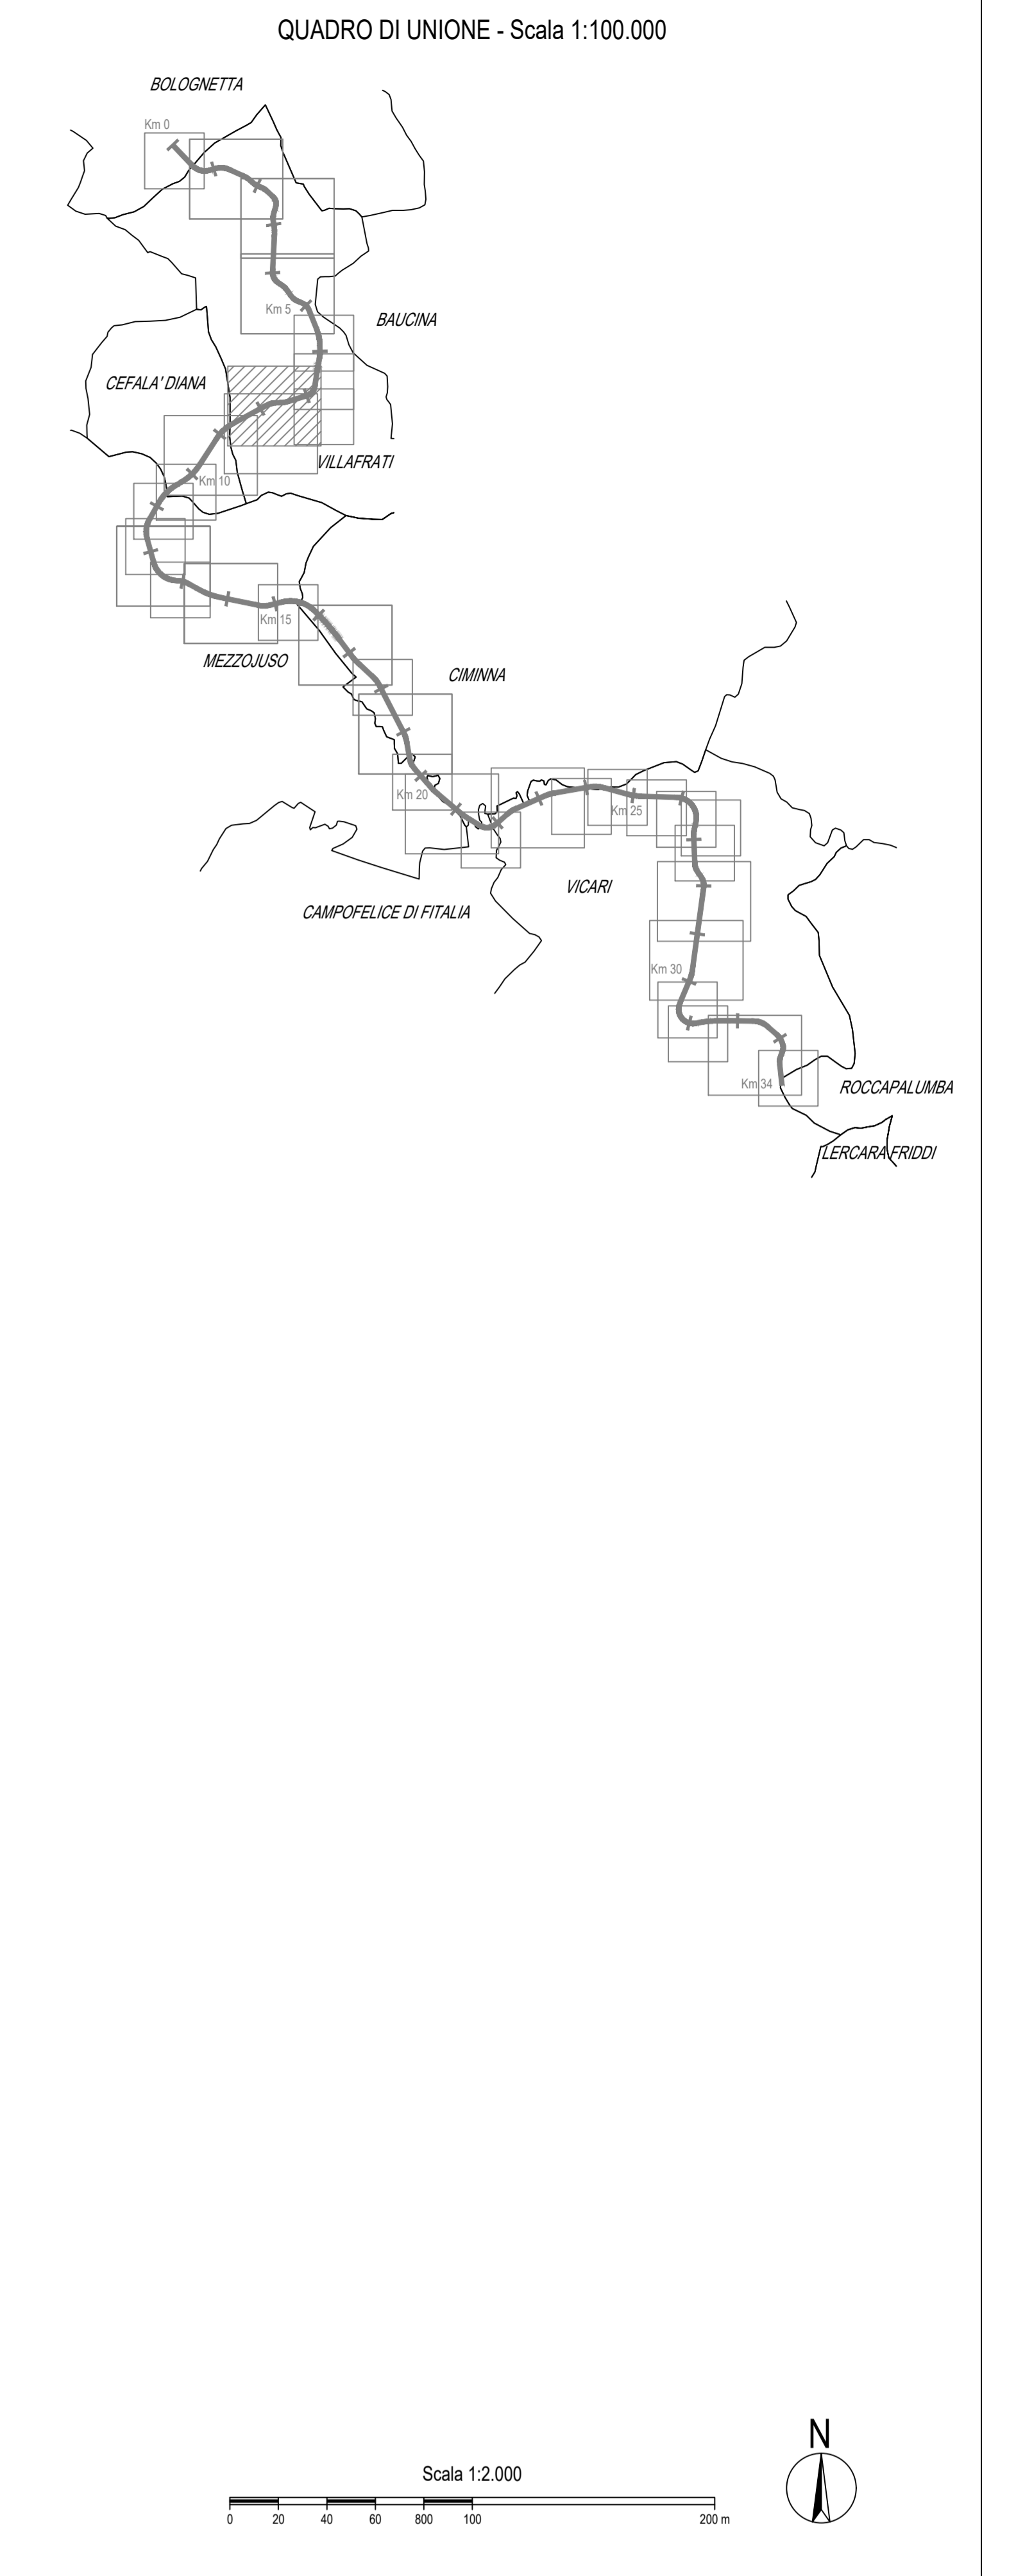 QUADRO DI UNIONE - Scala 1:100.000
BOLOGNETTA
Km 0
Km 5
BAUCINA
CEFALA' DIANA
VILLAFRATI
Km 10
Km 15
MEZZOJUSO
CIMINNA
Km 20
Km 25
VICARI
CAMPOFELICE DI FITALIA
Km 30
Km 34
ROCCAPALUMBA
LERCARA FRIDDI
N
Scala 1:2.000
0 20 40 60 800 100 200 m